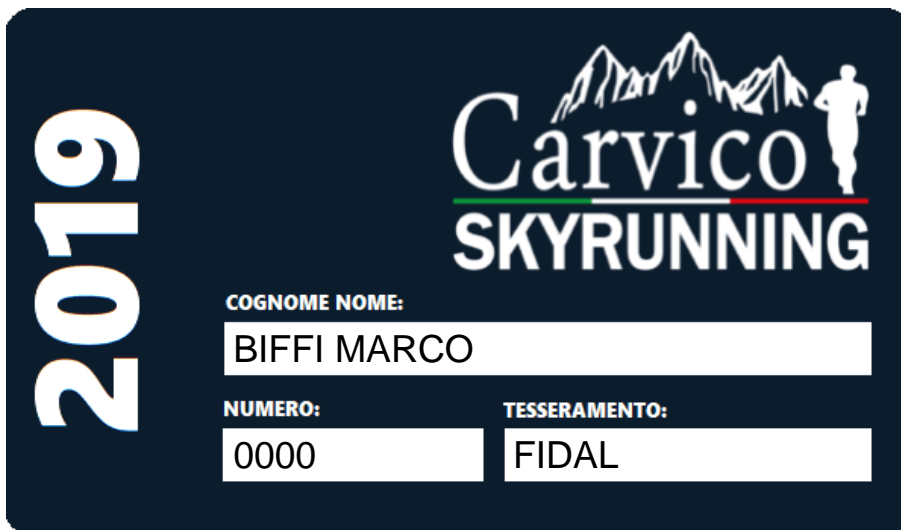 2019
Carvico
SKYRUNNING
COGNOME NOME:
BIFFI MARCO
NUMERO:
TESSERAMENTO:
0000
FIDAL